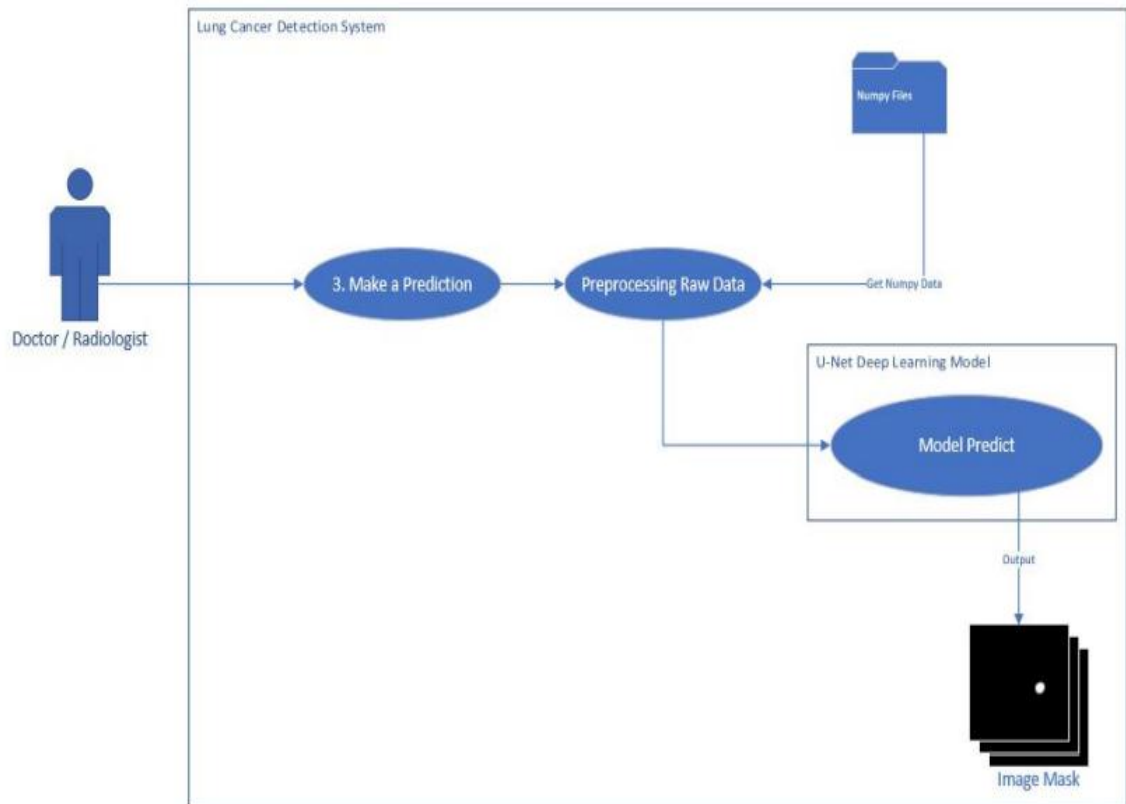 Lung Cancer Detection System
Numpy Files
3. Make a Prediction
Preprocessing Raw Data
Get Numpy Data
Doctor / Radiologist
U-Net Deep Learning Model
Model Predict
Output
Image Mask